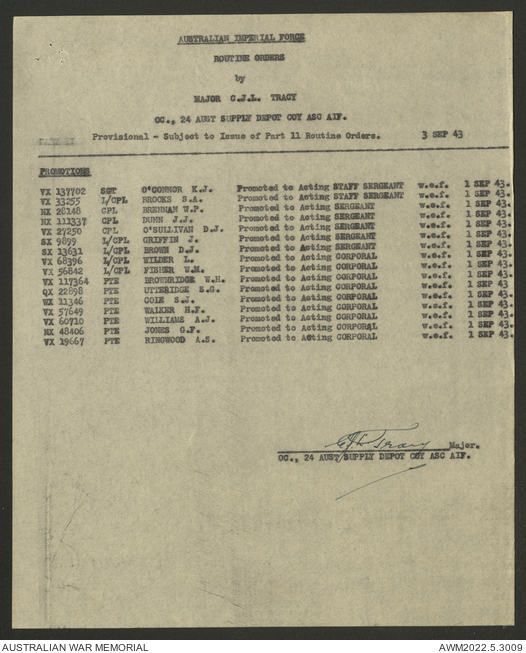 AUSTRALIAN IMPERIAL FORCE
ROUTINE ORDERS
by
MAJOR C.J.L. TRACY
OC., 24 AUST SUPPLY DEPOT COY ASC AIF.
Provisional - Subject to Issue of Part 11 Routine Orders. 3 SEP 43
PROMOTIONS
VX 137702 SGT O'CONNOR K.J. Promoted to Acting STAFF SERGEANT w.e.f. 1 SEP 43.
VX 33255 L/CPL BROOKS S.A. Promoted to Acting STAFF SERGEANT w.e.f. 1 SEP 43.
NX 28148 CPL BRENNAN W.P. Promoted to Acting SERGEANT w.e.f. 1 SEP 43.
NX 111337 CPL DUNN J.J. Promoted to Acting SERGEANT w.e.f. 1 SEP 43.
VX 27250 CPL O'SULLIVAN D.J. Promoted to Acting SERGEANT w.e.f. 1 SEP 43.
SX 9899 L/CPL GRIFFIN J. Promoted to Acting SERGEANT w.e.f. 1 SEP 43.
SX 13631 L/CPL BROWN D.J. Promoted to Acting SERGEANT w.e.f. 1 SEP 43.
VX 68396 L/CPL WILDER L. Promoted to Acting CORPORAL w.e.f. 1 SEP 43.
VX 56842 L/CPL FISHER W.M. Promoted to Acting CORPORAL w.e.f. 1 SEP 43.
VX 117364 PTE BROWBRIDGE W.H. Promoted to Acting CORPORAL w.e.f. 1 SEP 43
QX 22898 PTE UTTERIDGE E.G. Promoted to Acting CORPORAL w.e.f. 1 SEP 43.
WX 11346 PTE COLE S.J. Promoted to Acting CORPORAL w.e.f. 1 SEP 43.
VX 57649 PTE WALKER H.F. Promoted to Acting CORPORAL w.e.f. 1 SEP 43.
VX 60710 PTE WILLIAMS A.J. Promoted to Acting CORPORAL w.e.f. 1 SEP 43.
NX 48406 PTE JONES G.F. Promoted to Acting CORPORAL w.e.f. 1 SEP 43.
VX 19667 PTE RINGWOOD A.S. Promoted to Acting CORPORAL w.e.f. 1 SEP 43.
CJL Tracy Major.
OC., 24 AUST SUPPLY DEPOT COY ASC AIF.
AUSTRALIAN WAR MEMORIAL AWM2022.5.3009